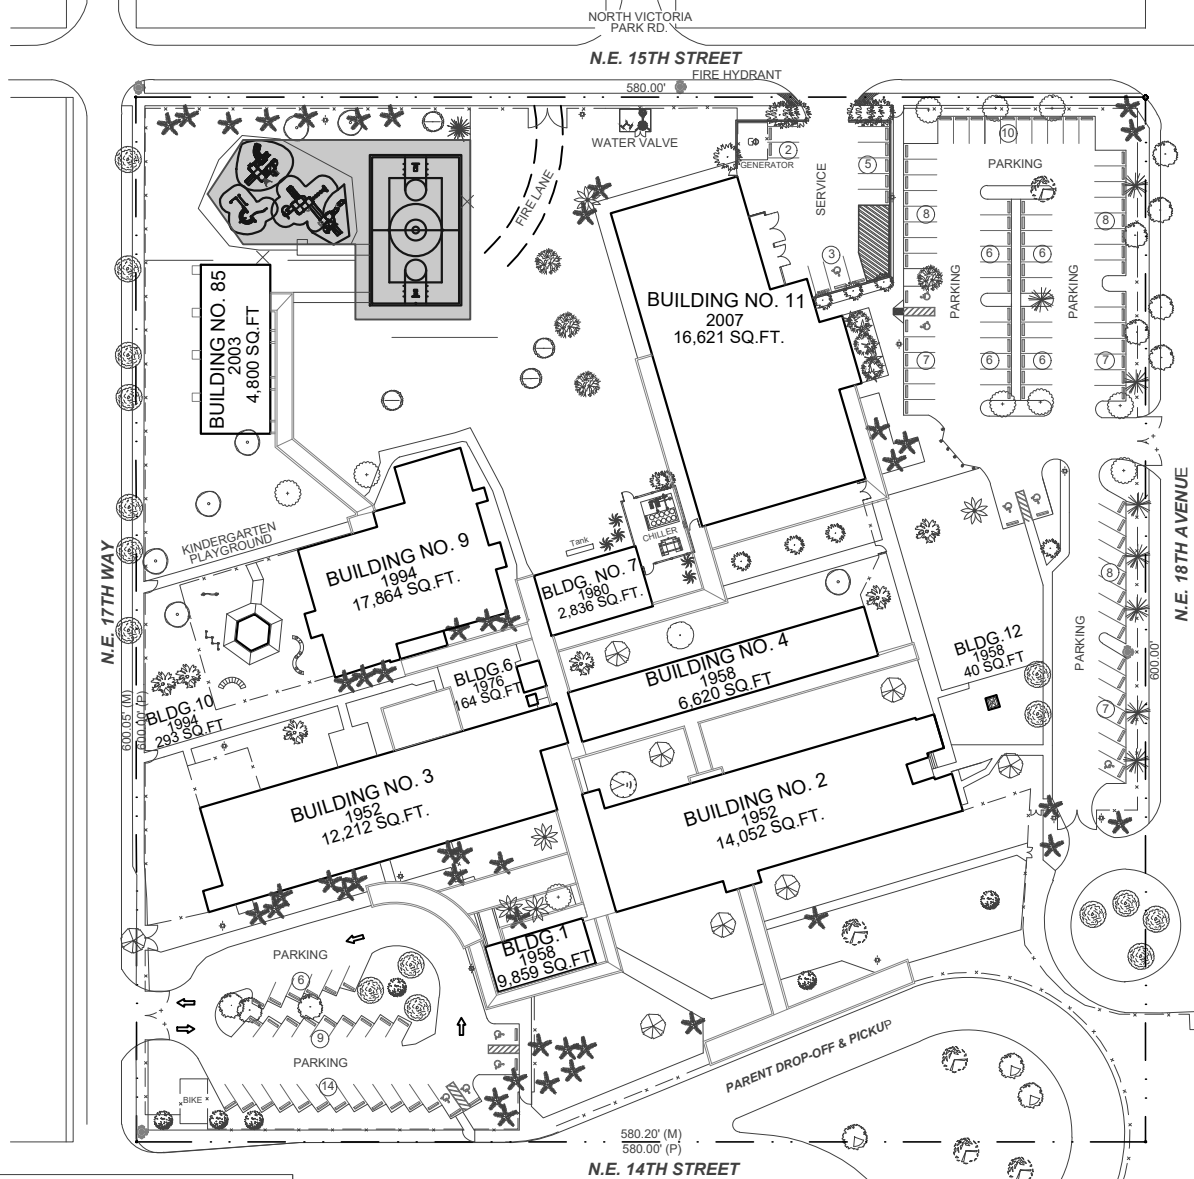 NORTH VICTORIA
PARK RD.
N.E. 15TH STREET
FIRE HYDRANT
580.00'
WATER VALVE
GENERATOR
2
SERVICE
5
3
10
PARKING
8
8
6
6
PARKING
PARKING
7
6
6
7
FIRE LANE
BUILDING NO. 85
2003
4,800 SQ.FT
BUILDING NO. 11
2007
16,621 SQ.FT.
KINDERGARTEN
PLAYGROUND
BUILDING NO. 9
1994
17,864 SQ.FT.
Tank
CHILLER
BLDG. NO. 7
1980
2,836 SQ.FT.
N.E. 17TH WAY
N.E. 18TH AVENUE
8
PARKING
600.00'
7
BLDG.12
1958
40 SQ.FT
BUILDING NO. 4
1958
6,620 SQ.FT
BLDG.6
1976
164 SQ.FT
BLDG.10
1994
293 SQ.FT
600.05' (M)
600.00' (P)
BUILDING NO. 3
1952
12,212 SQ.FT.
BUILDING NO. 2
1952
14,052 SQ.FT.
BLDG.1
1958
9,859 SQ.FT
PARKING
6
9
PARKING
14
BIKE
PARENT DROP-OFF & PICKUP
580.20' (M)
580.00' (P)
N.E. 14TH STREET